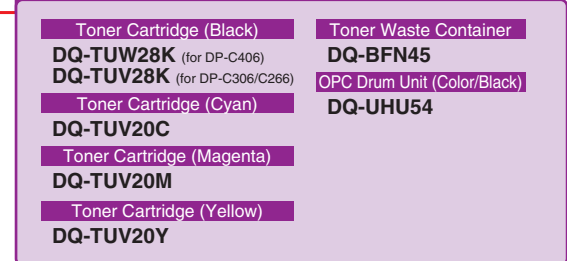 Toner Cartridge (Black)
DQ-TUW28K (for DP-C406)
DQ-TUV28K (for DP-C306/C266)
Toner Cartridge (Cyan)
DQ-TUV20C
Toner Cartridge (Magenta)
DQ-TUV20M
Toner Cartridge (Yellow)
DQ-TUV20Y
Toner Waste Container
DQ-BFN45
OPC Drum Unit (Color/Black)
DQ-UHU54